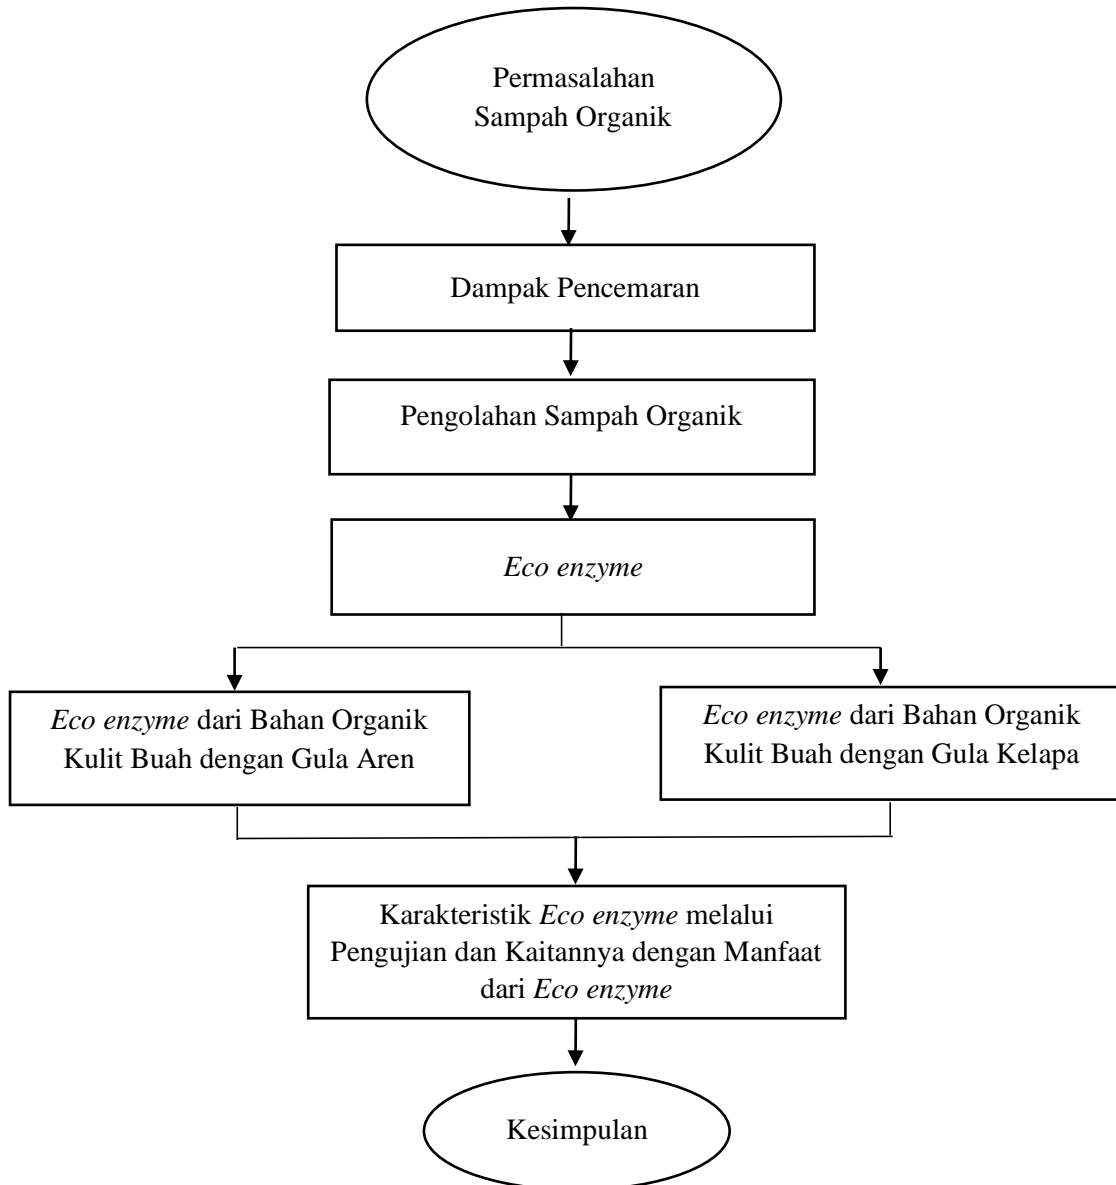 Permasalahan
Sampah Organik
Dampak Pencemaran
Pengolahan Sampah Organik
Eco enzyme
Eco enzyme dari Bahan Organik
Kulit Buah dengan Gula Aren
Eco enzyme dari Bahan Organik
Kulit Buah dengan Gula Kelapa
Karakteristik Eco enzyme melalui
Pengujian dan Kaitannya dengan Manfaat
dari Eco enzyme
Kesimpulan